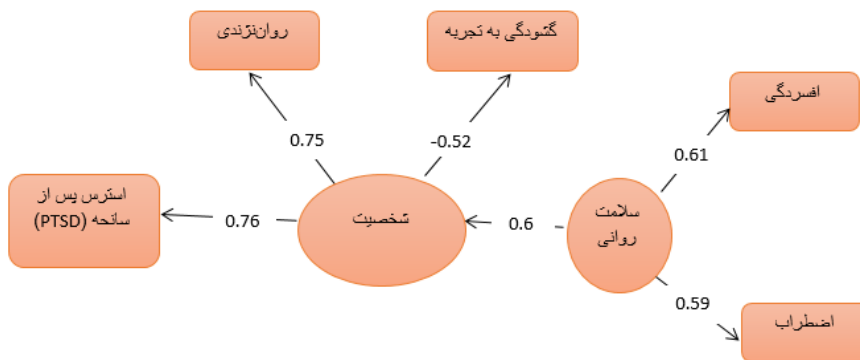 روان‌نژندی
گشودگی به تجربه
افسردگی
0.75
-0.52
0.61
استرس پس از
سانحه (PTSD)
0.76
شخصیت
0.6
سلامت
روانی
0.59
اضطراب